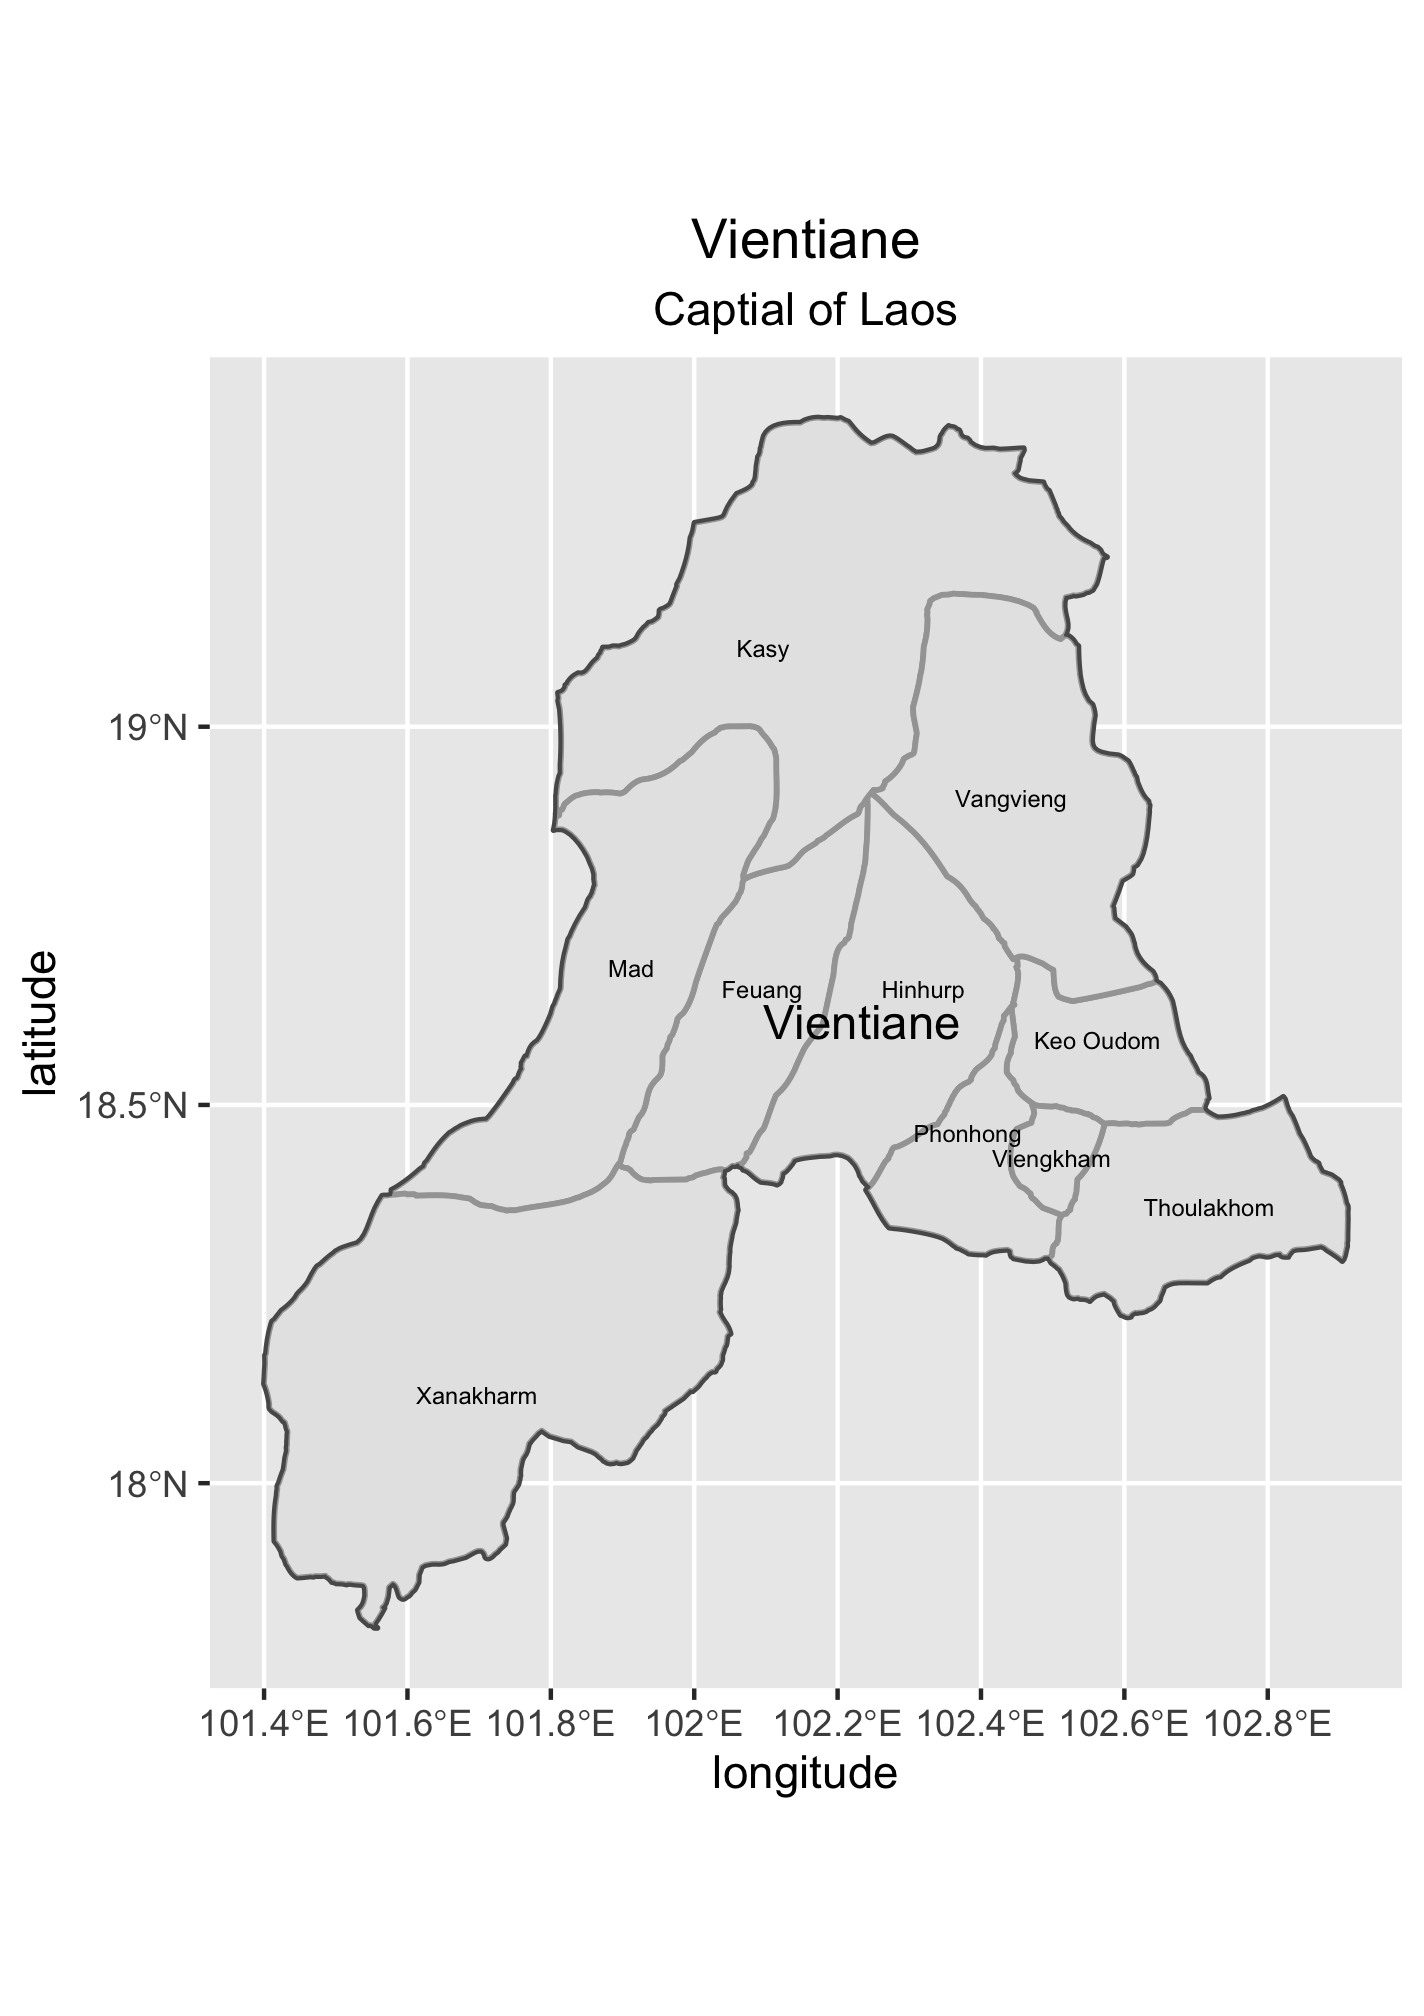 Vientiane
Captial of Laos
Kasy
19°N
Vangvieng
Mad
Feuang
Hinhurp
Vientiane
Keo Oudom
latitude
18.5°N
Phonhong
Viengkham
Thoulakhom
Xanakharm
18°N
101.4°E 101.6°E 101.8°E 102°E 102.2°E 102.4°E 102.6°E 102.8°E
longitude